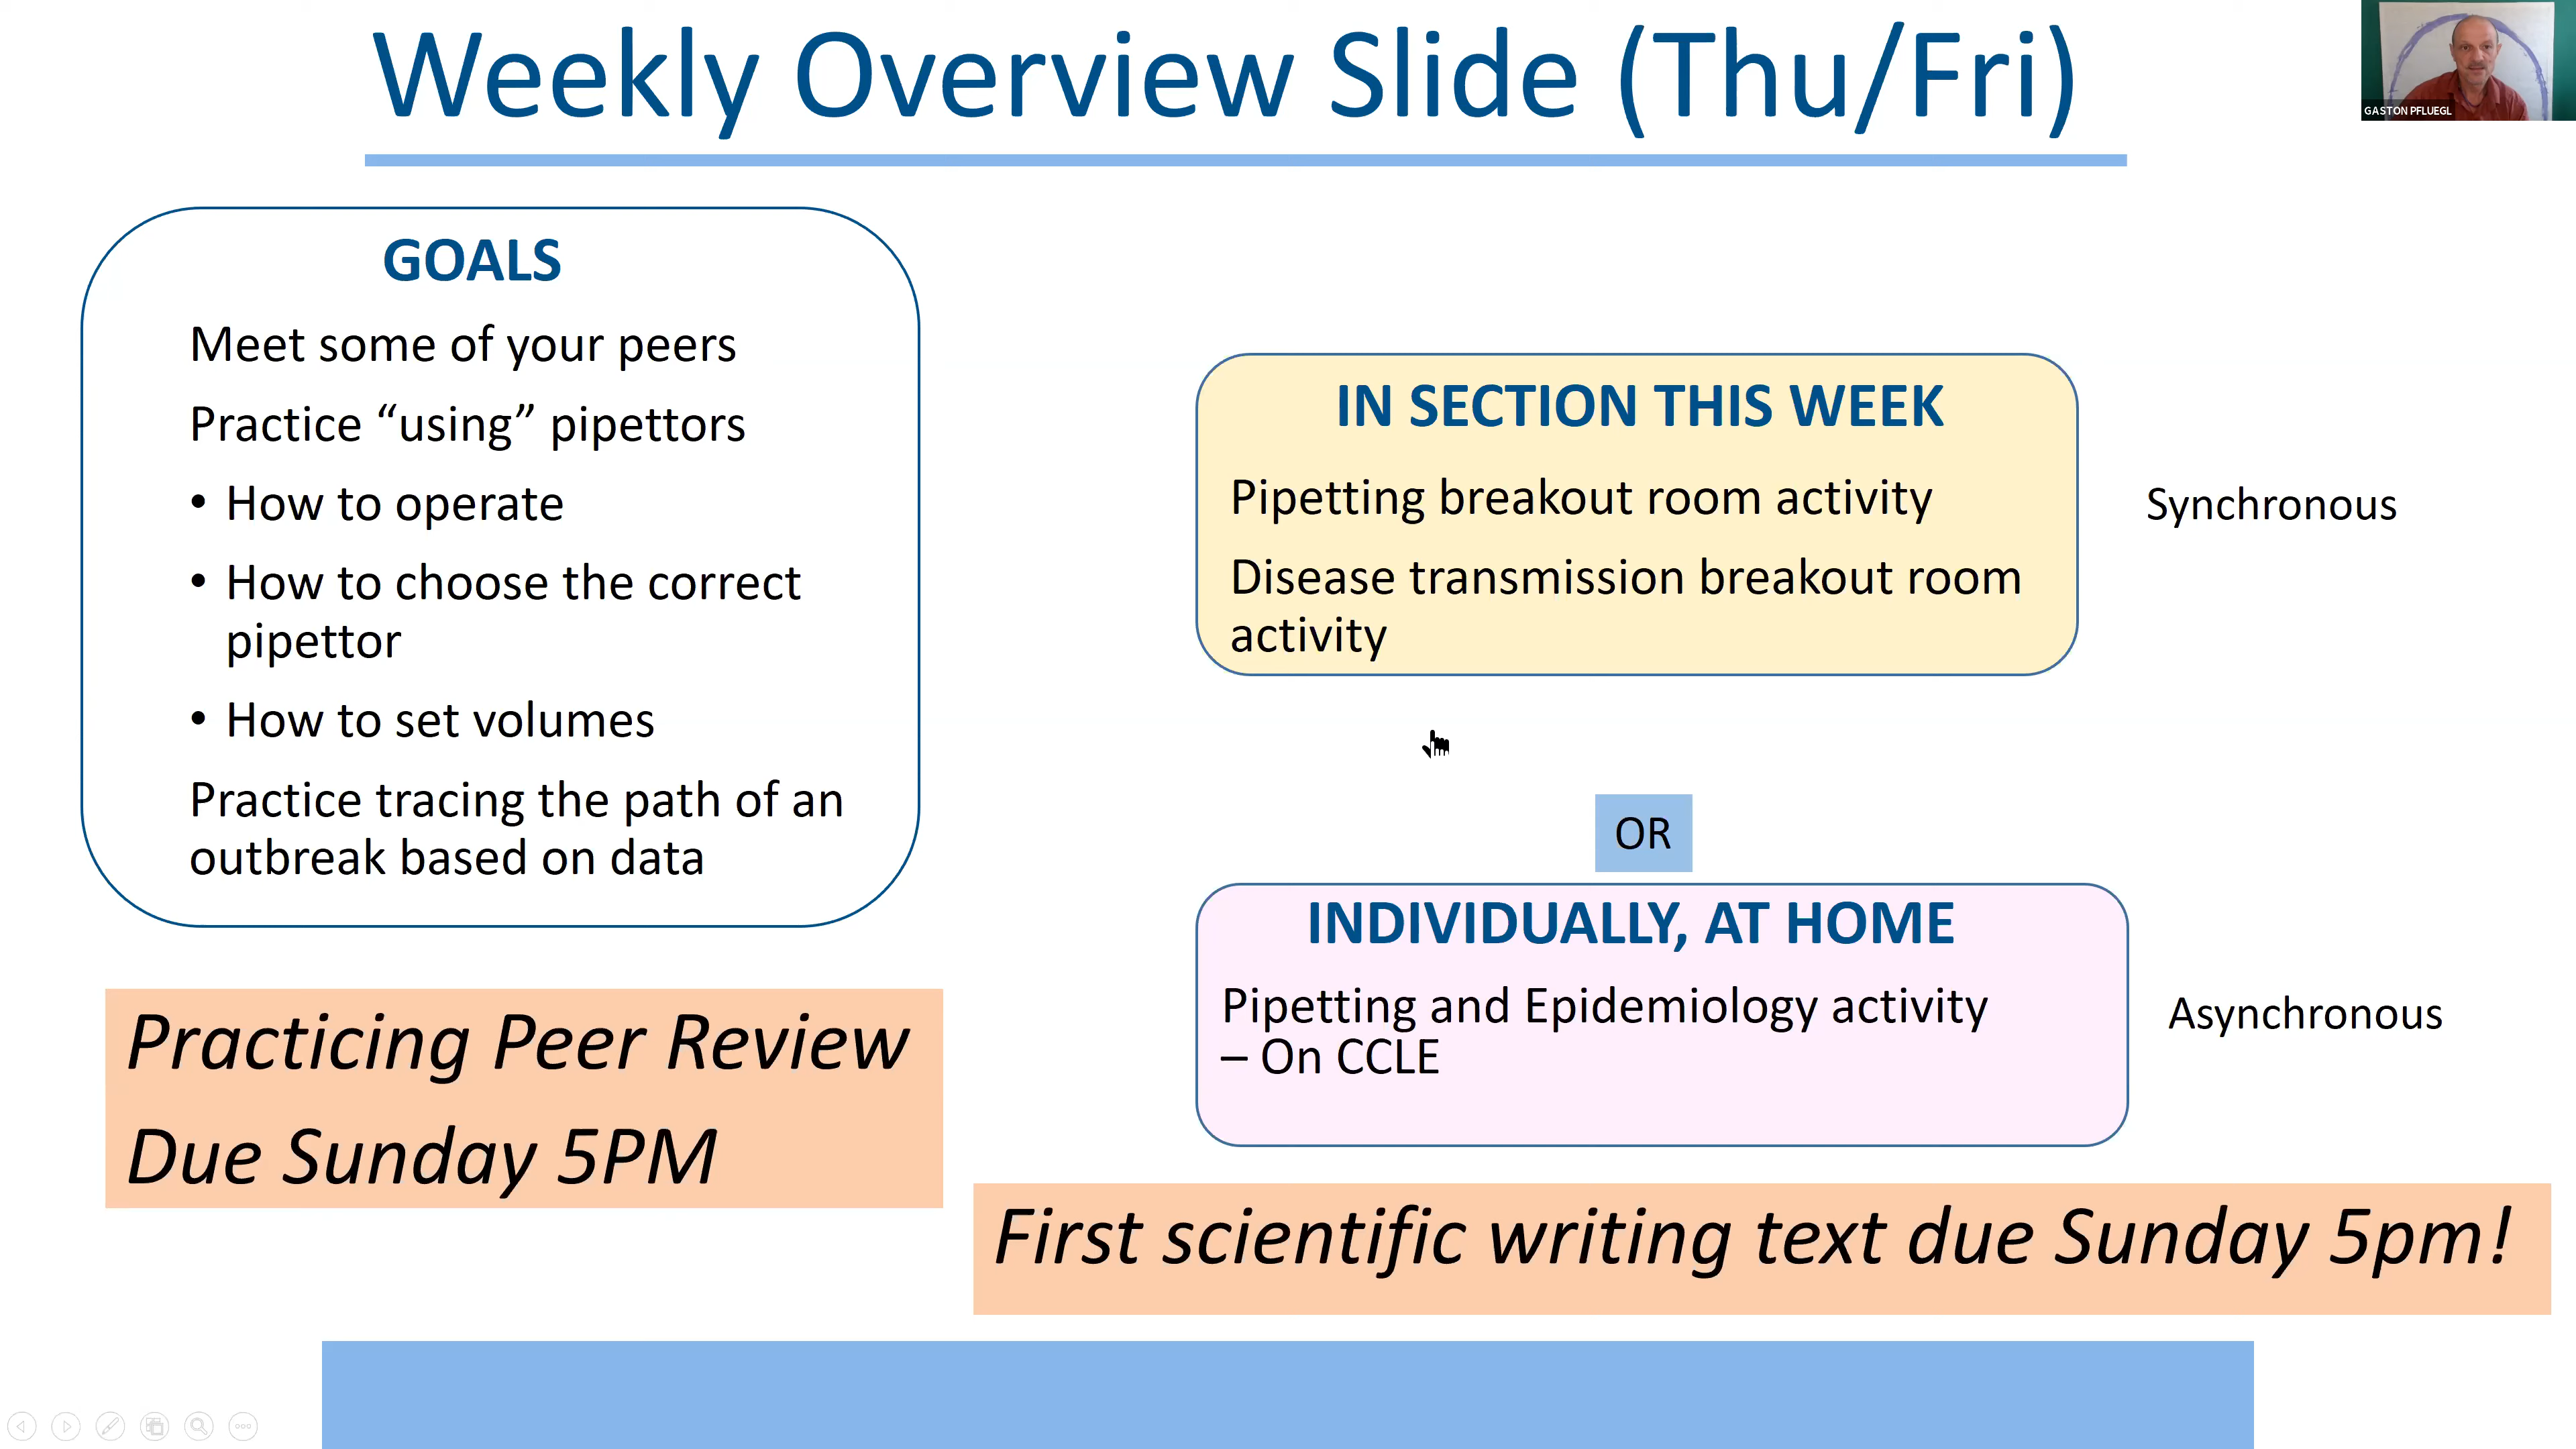 Weekly Overview Slide (Thu/Fri)
GASTON PFLUEGL
GOALS
Meet some of your peers
Practice “using” pipettors
• How to operate
• How to choose the correct
pipettor
• How to set volumes
Practice tracing the path of an
outbreak based on data
Practicing Peer Review
Due Sunday 5PM
IN SECTION THIS WEEK
Pipetting breakout room activity
Disease transmission breakout room
activity
Synchronous
OR
INDIVIDUALLY, AT HOME
Pipetting and Epidemiology activity
– On CCLE
Asynchronous
First scientific writing text due Sunday 5pm!